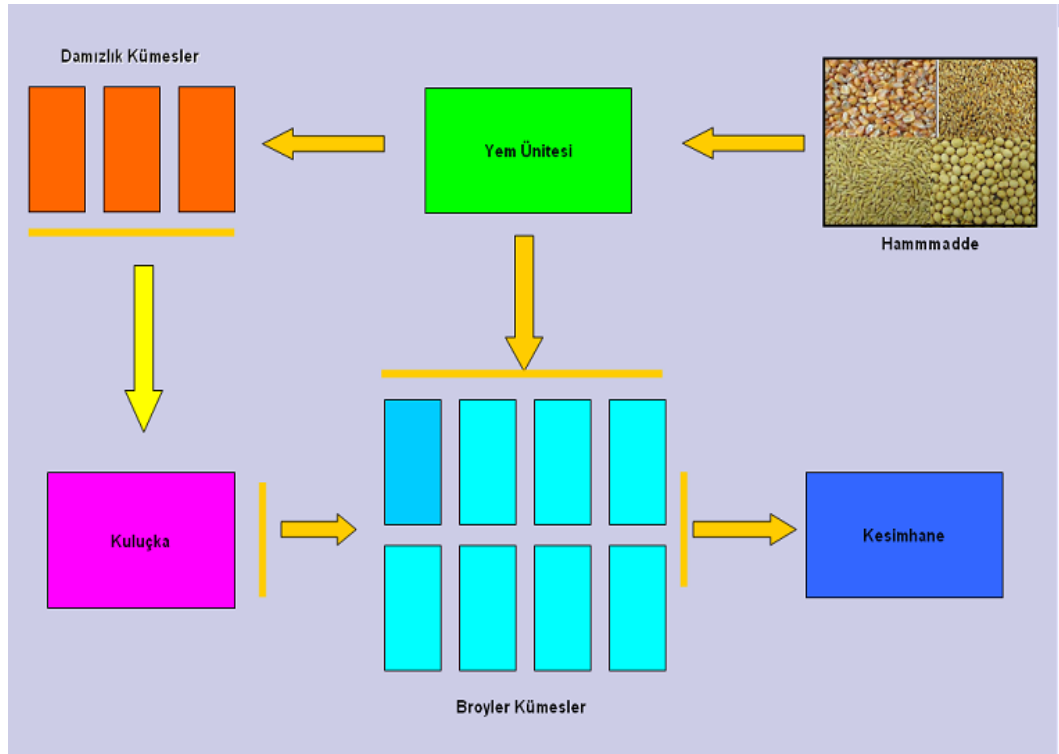 Damızlık Kümesler
Yem Ünitesi
Hammmadde
Kuluçka
Kesimhane
Broyler Kümesler